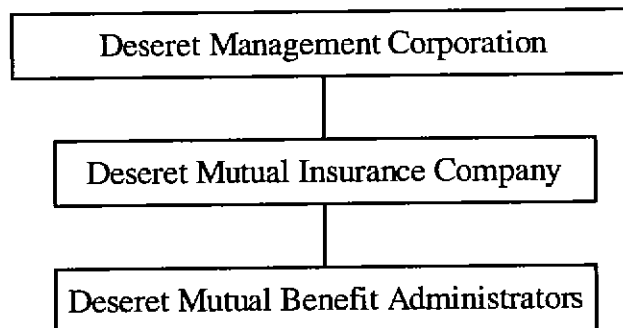 Deseret Management Corporation
Deseret Mutual Insurance Company
Deseret Mutual Benefit Administrators